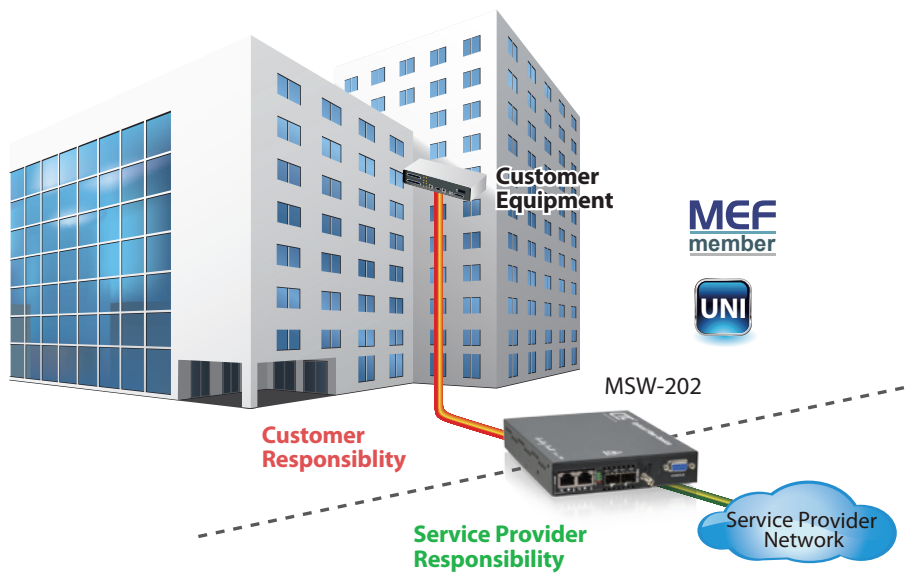 Customer
Equipment
MEF
member
UNI
MSW-202
Customer
Responsiblity
Service Provider
Responsibility
Service Provider
Network